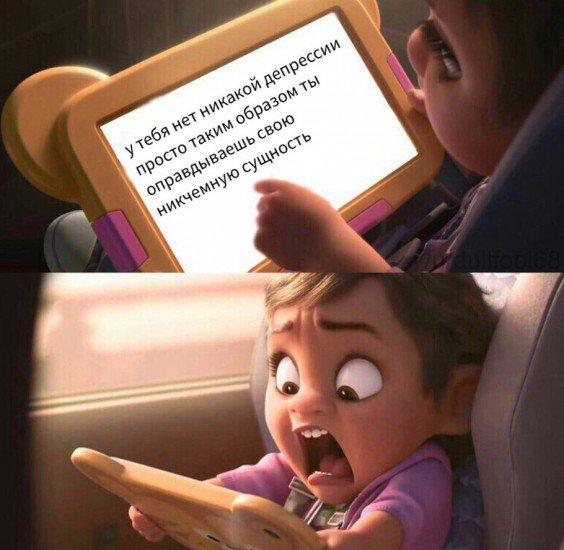 у тебя нет никакой депрессии
просто таким образом ты
оправдываешь свою
никчемную сущность